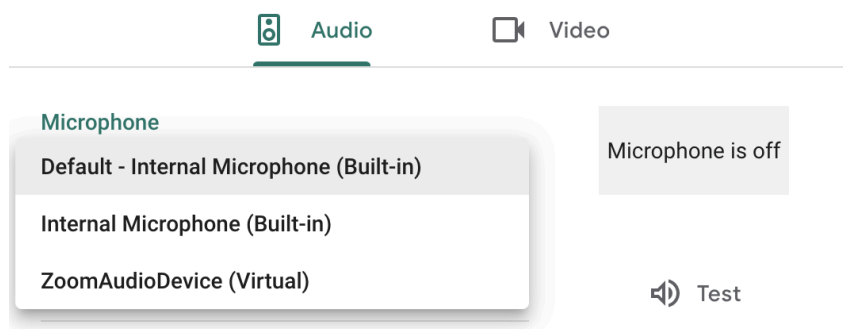 Audio
Video
Microphone
Default - Internal Microphone (Built-in)
Microphone is off
Internal Microphone (Built-in)
ZoomAudioDevice (Virtual)
Test